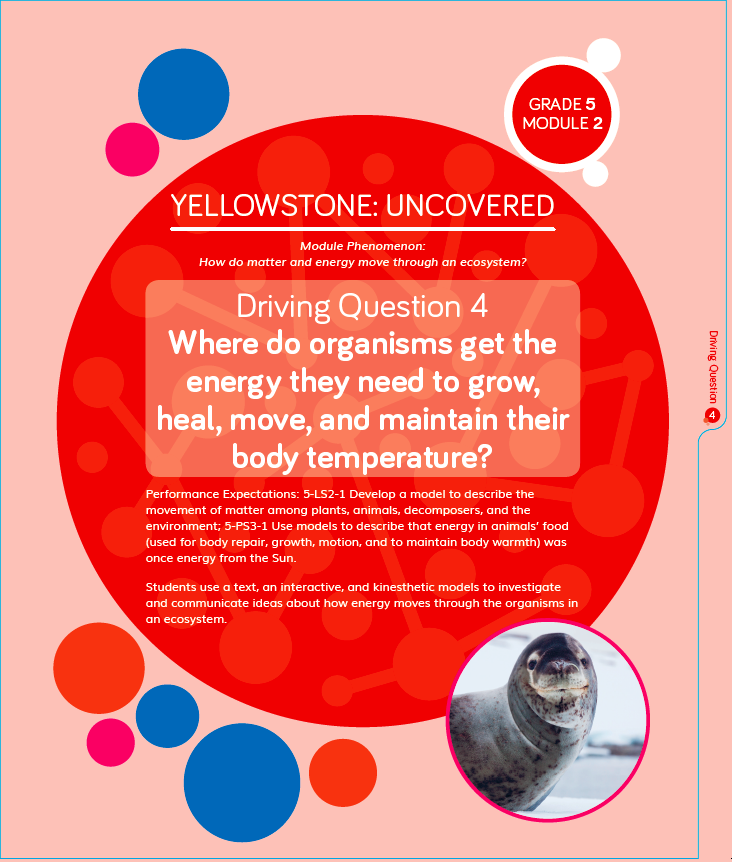 GRADE 5
MODULE 2
YELLOWSTONE: UNCOVERED
Module Phenomenon:
How do matter and energy move through an ecosystem?
Driving Question 4
Where do organisms get the
energy they need to grow,
heal, move, and maintain their
body temperature?
Performance Expectations: 5-LS2-1 Develop a model to describe the
movement of matter among plants, animals, decomposers, and the
environment; 5-PS3-1 Use models to describe that energy in animals’ food
(used for body repair, growth, motion, and to maintain body warmth) was
once energy from the Sun.
Students use a text, an interactive, and kinesthetic models to investigate
and communicate ideas about how energy moves through the organisms in
an ecosystem.
Driving Question
4